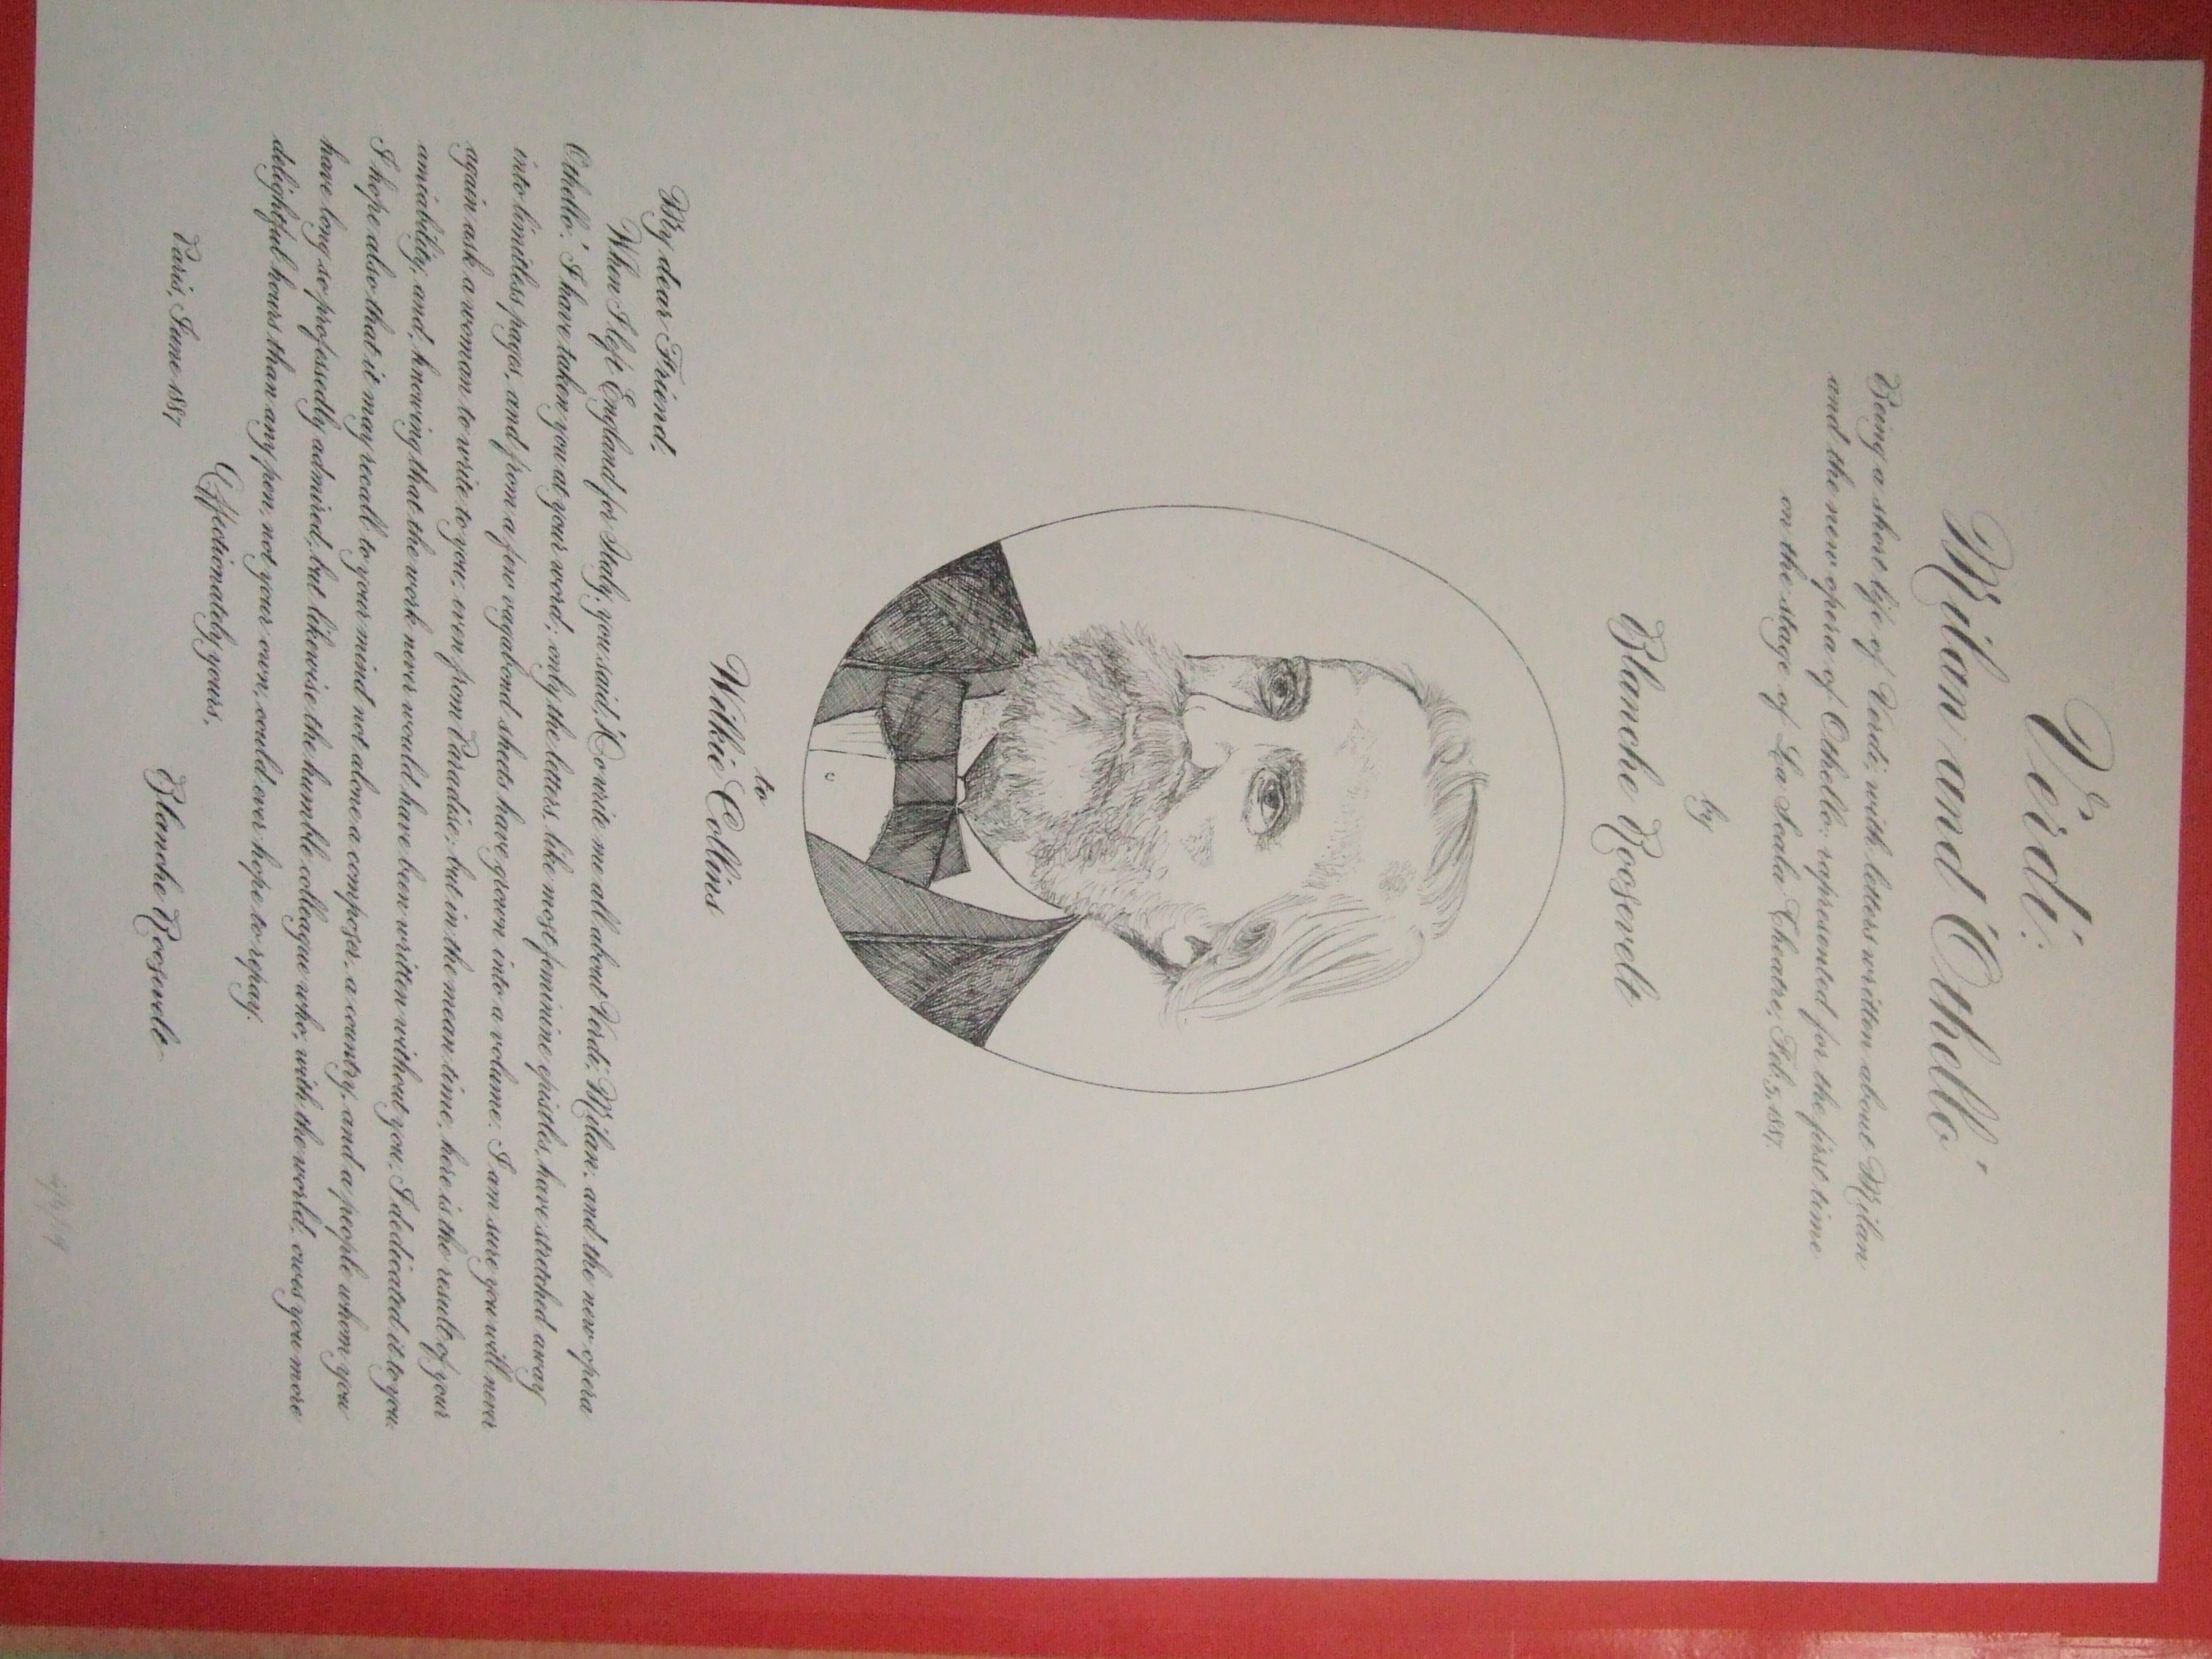 Verdi:
Milan and 'Othello'
Being a short life of Verdi, with letters written about Milan
and the new opera of Othello: represented for the first time
on the stage of La Scala Theatre, Feb. 5, 1887.
by
Blanche Roosevelt
to
Wilkie Collins
My dear Friend,
When I left England for Italy, you said, 'Do write me all about Verdi, Milan, and the new opera
Othello.' I have taken you at your word; only the letters, like most feminine epistles, have stretched away
into limitless pages, and from a few vagabond sheets have grown into a volume. I am sure you will never
again ask a woman to write to you, even from Paradise; but in the mean time, here is the result of your
amiability, and, knowing that the work never would have been written without you, I dedicated it to you.
I hope also that it may recall to your mind not alone a composer, a country, and a people whom you
have long so professedly admired, but likewise the humble colleague who, with the world, owes you more
delightful hours than any pen, not your own, could ever hope to repay.
Affectionately yours,
Paris, June 1887 Blanche Roosevelt